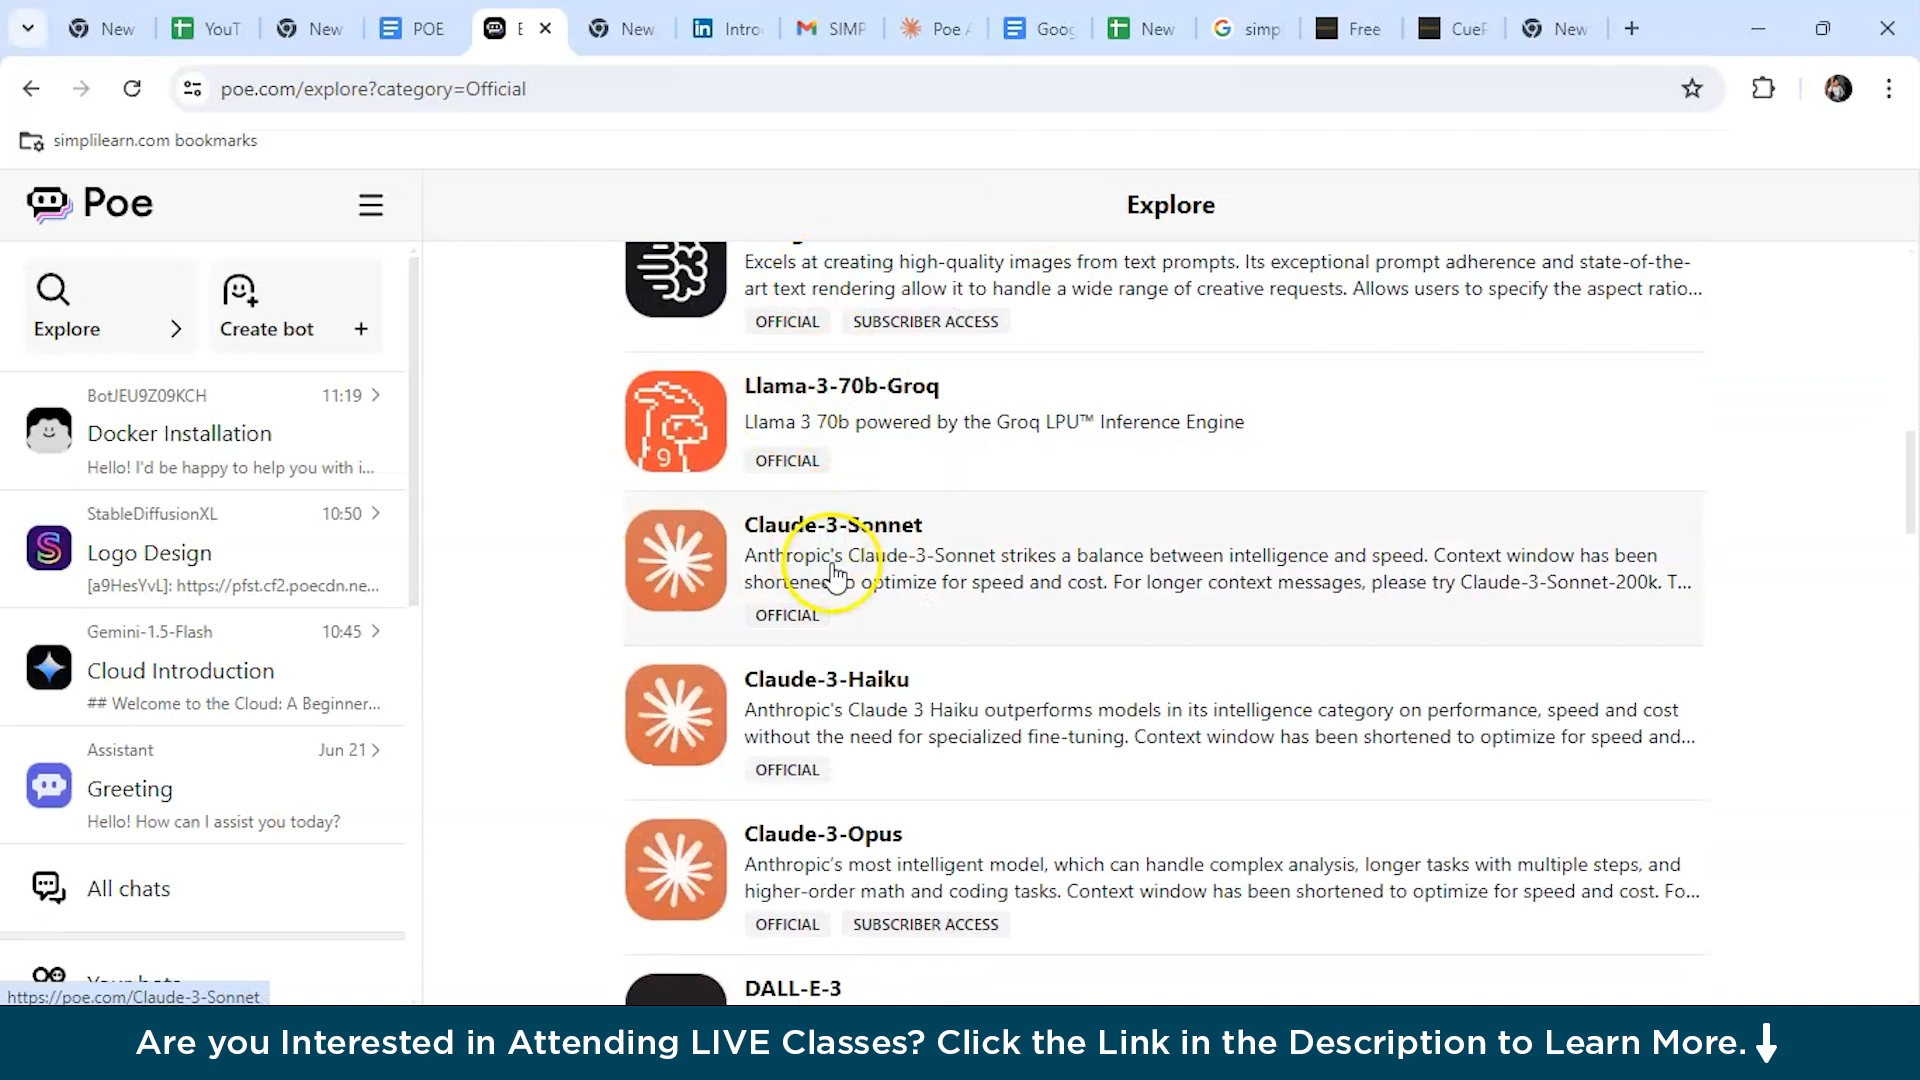 New
YouT
New
POE
E
New
Intro
SIMP
Poe
Goog
New
simp
Free
CueP
New
poe.com/explore?category=Official
simplilearn.com bookmarks
Poe
Explore
Explore
Create bot
BotJEU9Z09KCH 11:19
Docker Installation
Hello! I'd be happy to help you with i...
StableDiffusionXL 10:50
Logo Design
[a9HesYvL]: https://pfst.cf2.poecdn.ne...
Gemini-1.5-Flash 10:45
Cloud Introduction
## Welcome to the Cloud: A Beginner...
Assistant Jun 21
Greeting
Hello! How can I assist you today?
All chats
Your bots
https://poe.com/Claude-3-Sonnet
Excels at creating high-quality images from text prompts. Its exceptional prompt adherence and state-of-the-
art text rendering allow it to handle a wide range of creative requests. Allows users to specify the aspect ratio...
OFFICIAL SUBSCRIBER ACCESS
Llama-3-70b-Groq
Llama 3 70b powered by the Groq LPU™ Inference Engine
OFFICIAL
Claude-3-Sonnet
Anthropic's Claude-3-Sonnet strikes a balance between intelligence and speed. Context window has been
shortened to optimize for speed and cost. For longer context messages, please try Claude-3-Sonnet-200k. T...
OFFICIAL
Claude-3-Haiku
Anthropic's Claude 3 Haiku outperforms models in its intelligence category on performance, speed and cost
without the need for specialized fine-tuning. Context window has been shortened to optimize for speed and...
OFFICIAL
Claude-3-Opus
Anthropic's most intelligent model, which can handle complex analysis, longer tasks with multiple steps, and
higher-order math and coding tasks. Context window has been shortened to optimize for speed and cost. Fo...
OFFICIAL SUBSCRIBER ACCESS
DALL-E-3
Are you Interested in Attending LIVE Classes? Click the Link in the Description to Learn More.